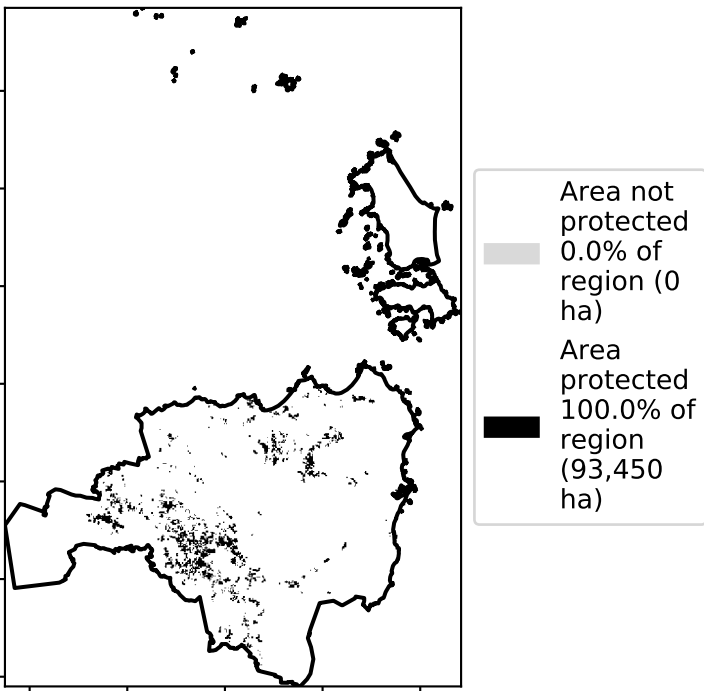 Area not
protected
0.0% of
region (0
ha)
Area
protected
100.0% of
region
(93,450
ha)